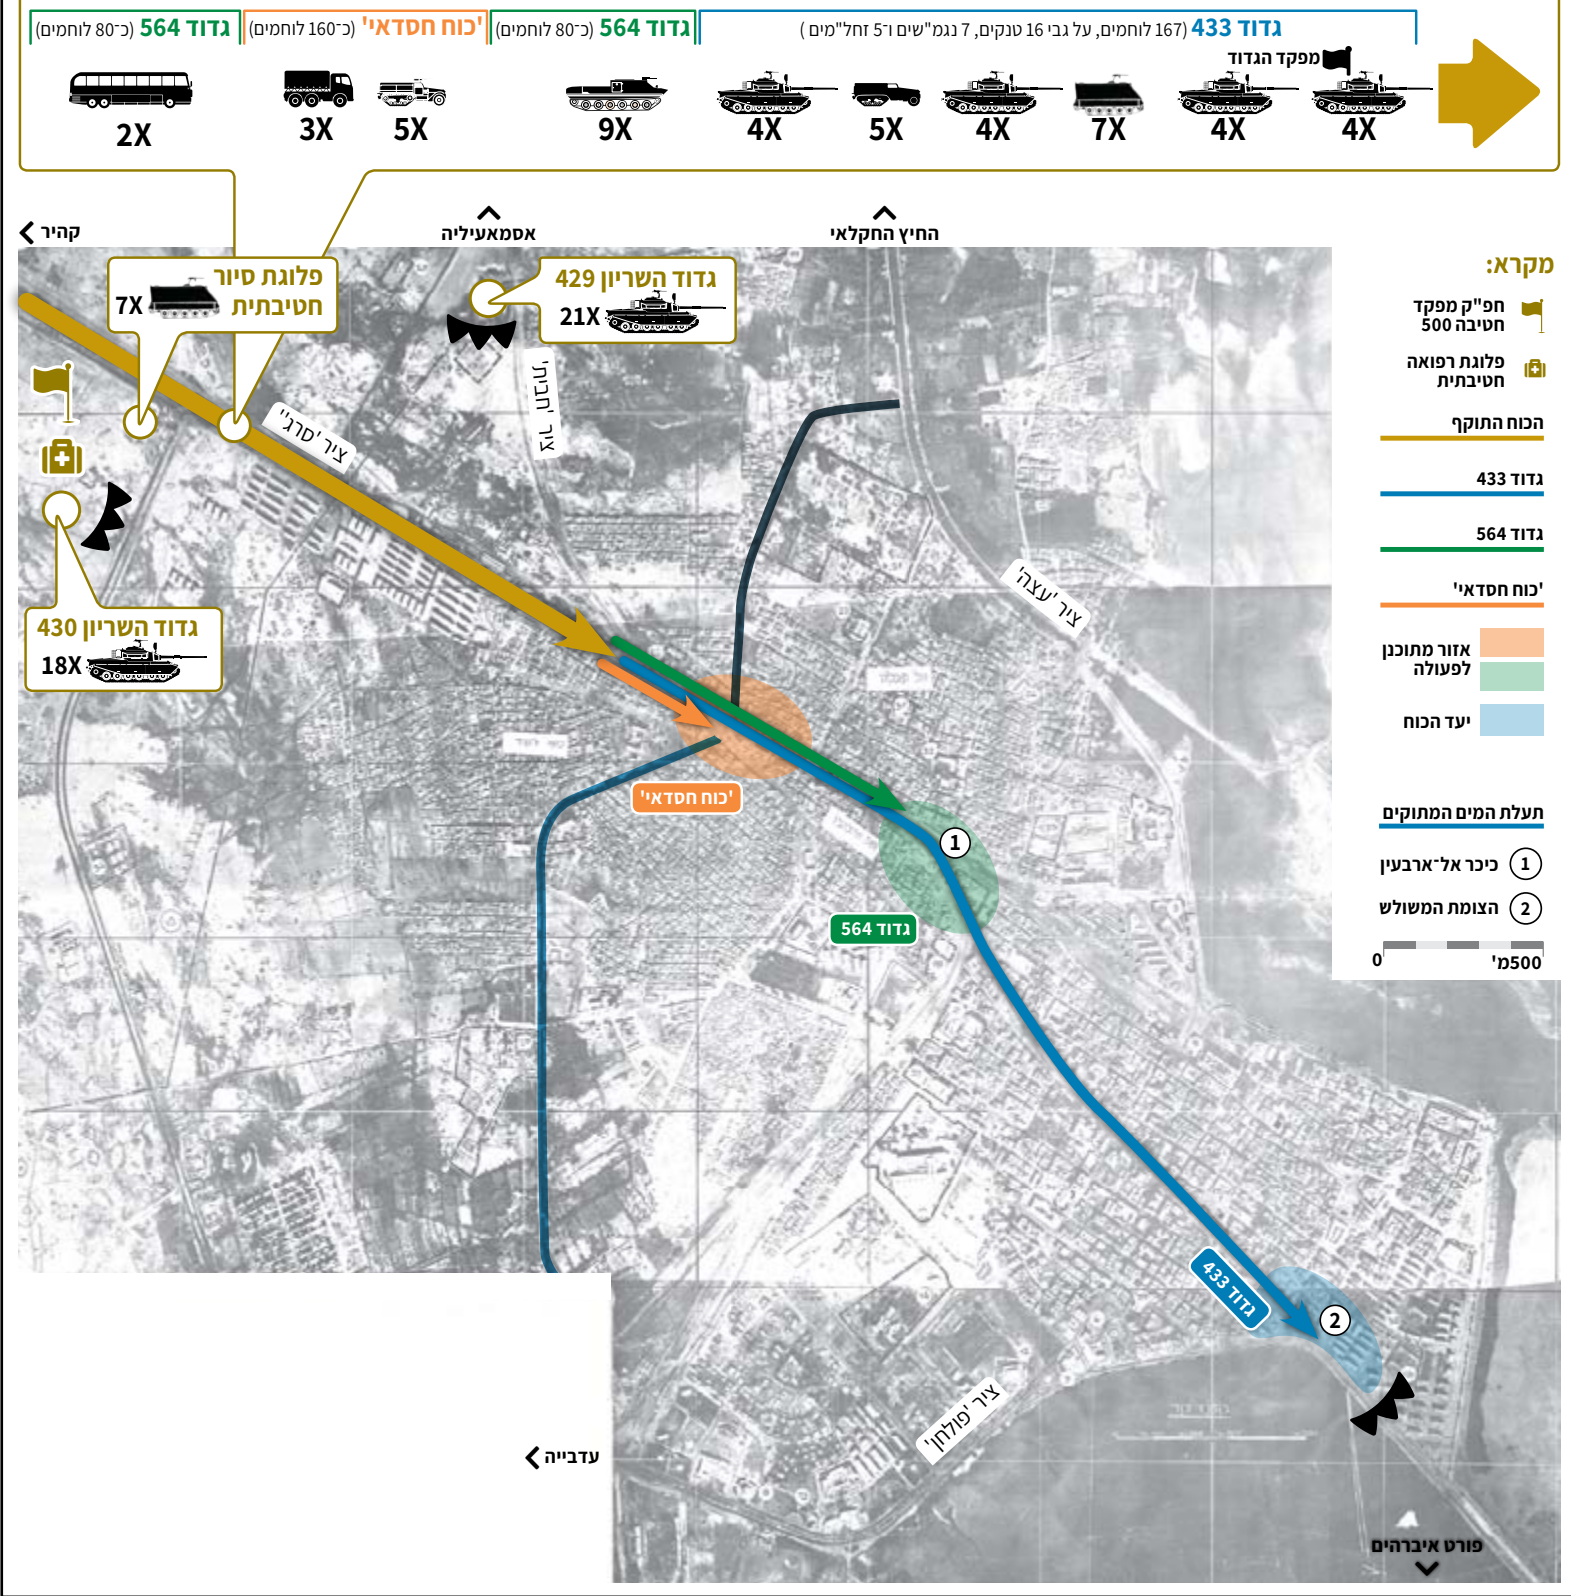 גדוד 433 (167 לוחמים, על גבי 16 טנקים, 7 נגמ"שים ו־5 זחל"מים )
גדוד 564 (כ־80 לוחמים)
'כוח חסדאי' (כ־160 לוחמים)
גדוד 564 (כ־80 לוחמים)
מפקד הגדוד
4X
4X
7X
4X
5X
4X
9X
5X
3X
2X
החיץ החקלאי
אסמאעיליה
קהיר
פלוגת סיור
חטיבתית
7X
גדוד השריון 429
21X
ציר 'סרג''
ציר 'חבית'
ציר 'עצה'
גדוד השריון 430
18X
'כוח חסדאי'
1
גדוד 564
גדוד 433
2
ציר 'פולחן'
עדבייה
פורט איברהים
מקרא:
חפ"ק מפקד
חטיבה 500
פלוגת רפואה
חטיבתית
הכוח התוקף
גדוד 433
גדוד 564
'כוח חסדאי'
אזור מתוכנן
לפעולה
יעד הכוח
תעלת המים המתוקים
1 כיכר אל־ארבעין
2 הצומת המשולש
0
500מ'